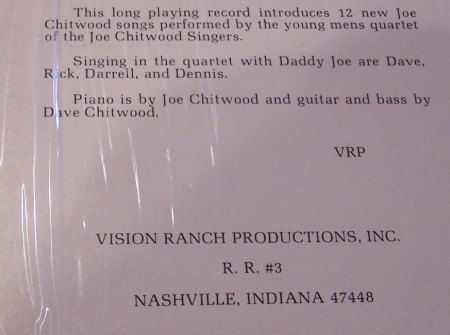 This long playing record introduces 12 new Joe
Chitwood songs performed by the young mens quartet
of the Joe Chitwood Singers.
Singing in the quartet with Daddy Joe are Dave,
Rick, Darrell, and Dennis.
Piano is by Joe Chitwood and guitar and bass by
Dave Chitwood.
VRP
VISION RANCH PRODUCTIONS, INC.
R. R. #3
NASHVILLE, INDIANA 47448